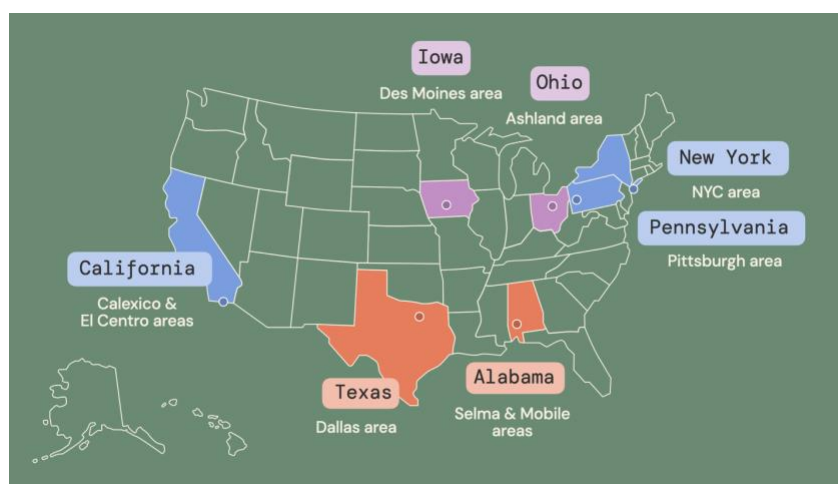 Iowa
Des Moines area
Ohio
Ashland area
New York
NYC area
Pennsylvania
Pittsburgh area
California
Calexico &
El Centro areas
Texas
Dallas area
Alabama
Selma & Mobile
areas